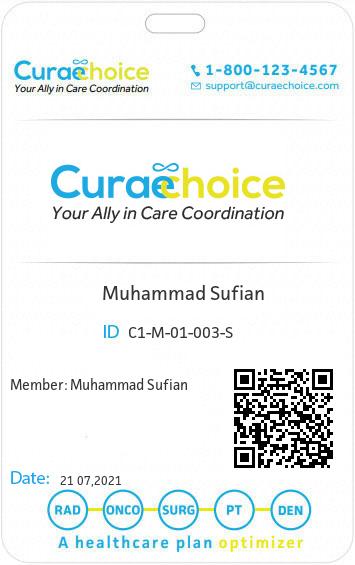 Curaechoice
Your Ally in Care Coordination
1-800-123-4567
support@curaechoice.com
Curaechoice
Your Ally in Care Coordination
Muhammad Sufian
ID C1-M-01-003-S
Member: Muhammad Sufian
Date: 21 07,2021
RAD ONCO SURG PT DEN
A healthcare plan optimizer